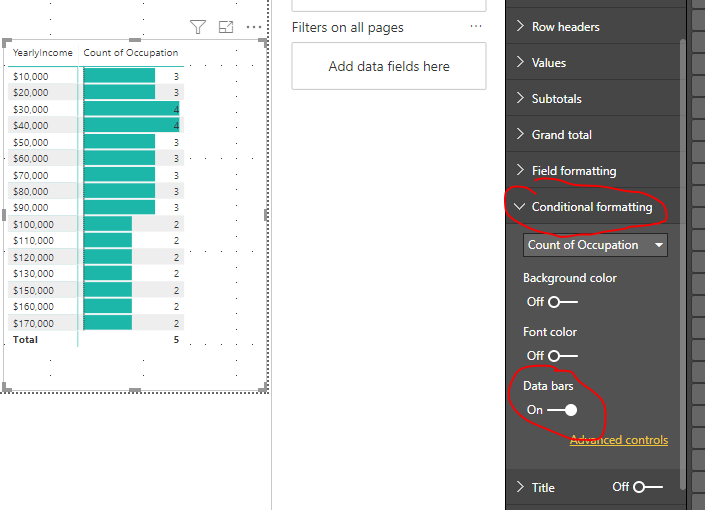 YearlyIncome Count of Occupation
$10,000 3
$20,000 3
$30,000 4
$40,000 4
$50,000 3
$60,000 3
$70,000 3
$80,000 3
$90,000 3
$100,000 2
$110,000 2
$120,000 2
$130,000 2
$150,000 2
$160,000 2
$170,000 2
Total 5
Filters on all pages
Add data fields here
Row headers
Values
Subtotals
Grand total
Field formatting
Conditional formatting
Count of Occupation
Background color
Off
Font color
Off
Data bars
On
Advanced controls
Title Off